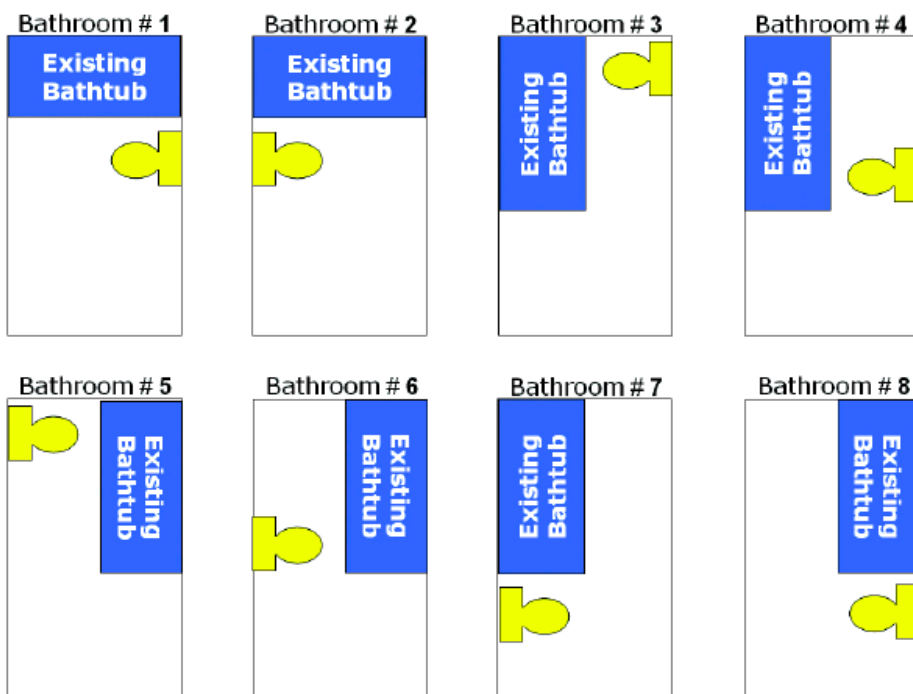 Bathroom # 1
Existing
Bathtub
Bathroom # 2
Existing
Bathtub
Bathroom # 3
Existing
Bathtub
Bathroom # 4
Existing
Bathtub
Bathroom # 5
Existing
Bathtub
Bathroom # 6
Existing
Bathtub
Bathroom # 7
Existing
Bathtub
Bathroom # 8
Existing
Bathtub